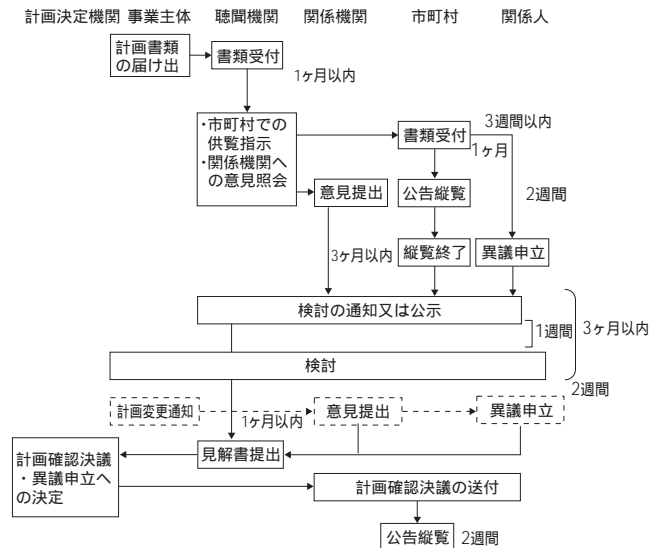 計画決定機関 事業主体 聴聞機関 関係機関 市町村 関係人
計画書類
の届け出
書類受付
1ヶ月以内
・市町村での
供覧指示
・関係機関へ
の意見照会
書類受付
3週間以内
1ヶ月
意見提出
公告縦覧
2週間
3ヶ月以内
縦覧終了
異議申立
検討の通知又は公示
1週間
3ヶ月以内
検討
2週間
計画変更通知
1ヶ月以内
意見提出
異議申立
計画確認決議
・異議申立へ
の決定
見解書提出
計画確認決議の送付
公告縦覧
2週間